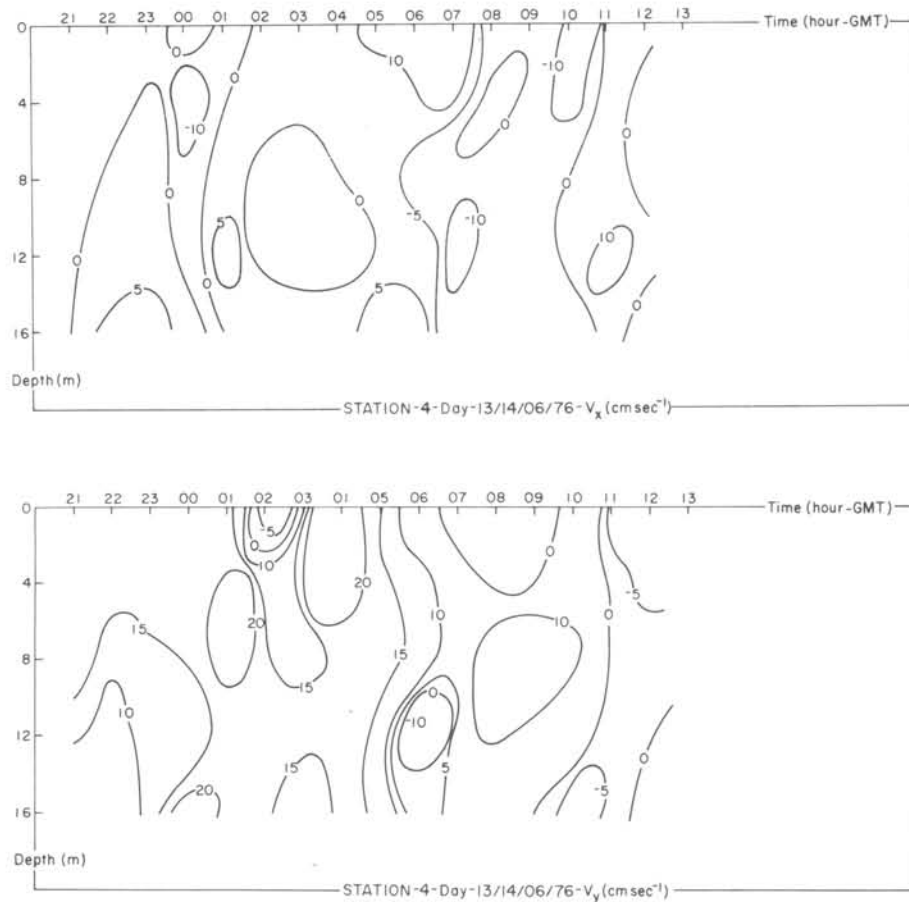 21 22 23 00 01 02 03 04 05 06 07 08 09 10 11 12 13 Time (hour-GMT)
0
0 10 -10
0
4
-10 0 0
0
8
0 0 0
-5 -10
5
10
12
0
0 5
5 0
16
Depth (m)
STATION-4-Day-13/14/06/76-Vx (cm sec⁻¹)
21 22 23 00 01 02 03 01 05 06 07 08 09 10 11 12 13 Time (hour-GMT)
0
-5
0 0
10
4
20 -5
10 0
15 20 10
8
15
15
10 0
-10
12
15 5 0
20 -5
16
Depth (m)
STATION-4-Day-13/14/06/76-Vy (cm sec⁻¹)